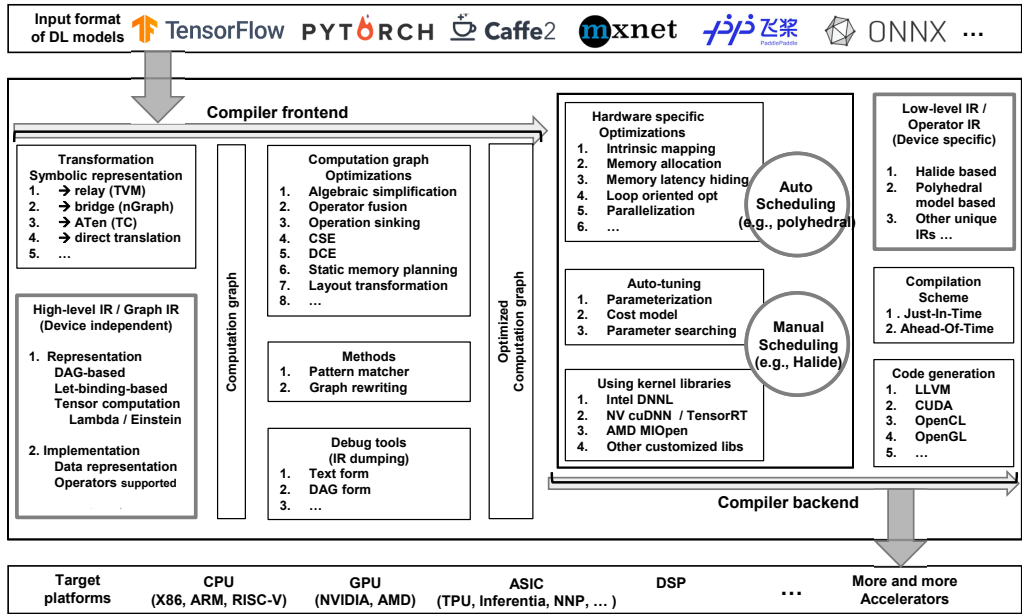 Input format
of DL models
TensorFlow
PYTORCH
Caffe2
mxnet
飞桨
PaddlePaddle
ONNX
...
Compiler frontend
Transformation
Symbolic representation
1. → relay (TVM)
2. → bridge (nGraph)
3. → ATen (TC)
4. → direct translation
5. ...
High-level IR / Graph IR
(Device independent)
1. Representation
DAG-based
Let-binding-based
Tensor computation
Lambda / Einstein
2. Implementation
Data representation
Operators supported
Computation graph
Computation graph
Optimizations
1. Algebraic simplification
2. Operator fusion
3. Operation sinking
4. CSE
5. DCE
6. Static memory planning
7. Layout transformation
8. ...
Methods
1. Pattern matcher
2. Graph rewriting
Debug tools
(IR dumping)
1. Text form
2. DAG form
3. ...
Optimized
Computation graph
Hardware specific
Optimizations
1. Intrinsic mapping
2. Memory allocation
3. Memory latency hiding
4. Loop oriented opt
5. Parallelization
6. ...
Auto
Scheduling
(e.g., polyhedral)
Auto-tuning
1. Parameterization
2. Cost model
3. Parameter searching
Manual
Scheduling
(e.g., Halide)
Using kernel libraries
1. Intel DNNL
2. NV cuDNN / TensorRT
3. AMD MIOpen
4. Other customized libs
Low-level IR /
Operator IR
(Device specific)
1. Halide based
2. Polyhedral
model based
3. Other unique
IRs ...
Compilation
Scheme
1 . Just-In-Time
2. Ahead-Of-Time
Code generation
1. LLVM
2. CUDA
3. OpenCL
4. OpenGL
5. ...
Compiler backend
Target
platforms
CPU
(X86, ARM, RISC-V)
GPU
(NVIDIA, AMD)
ASIC
(TPU, Inferentia, NNP, ... )
DSP
...
More and more
Accelerators